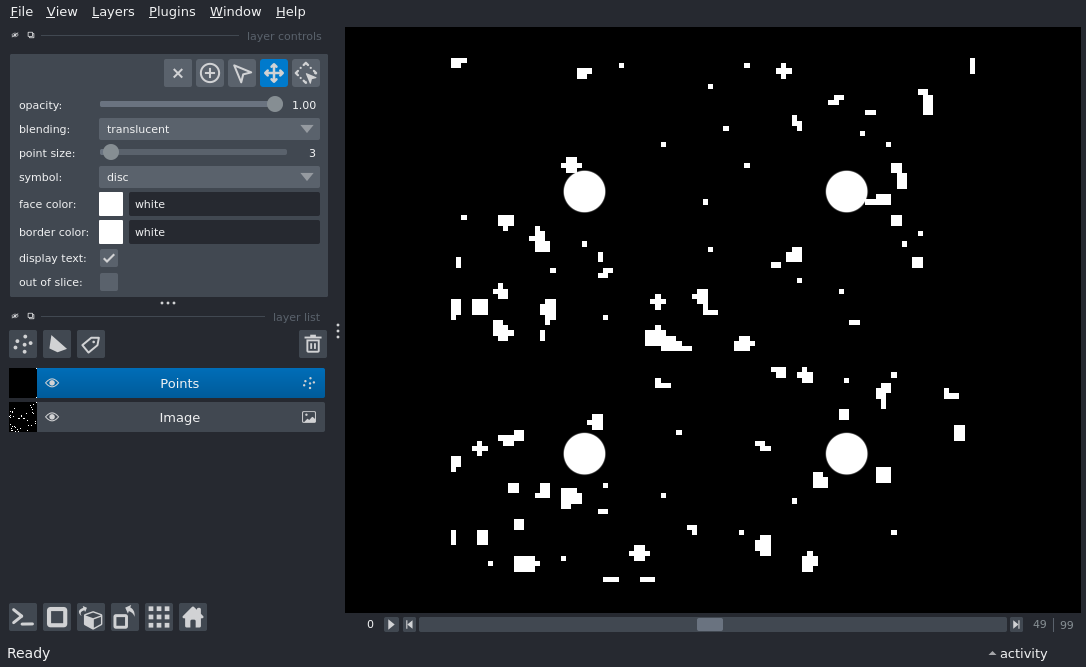 File View Layers Plugins Window Help
layer controls
opacity: 1.00
blending: translucent
point size: 3
symbol: disc
face color: white
border color: white
display text:
out of slice:
layer list
Points
Image
0 49 99
Ready activity